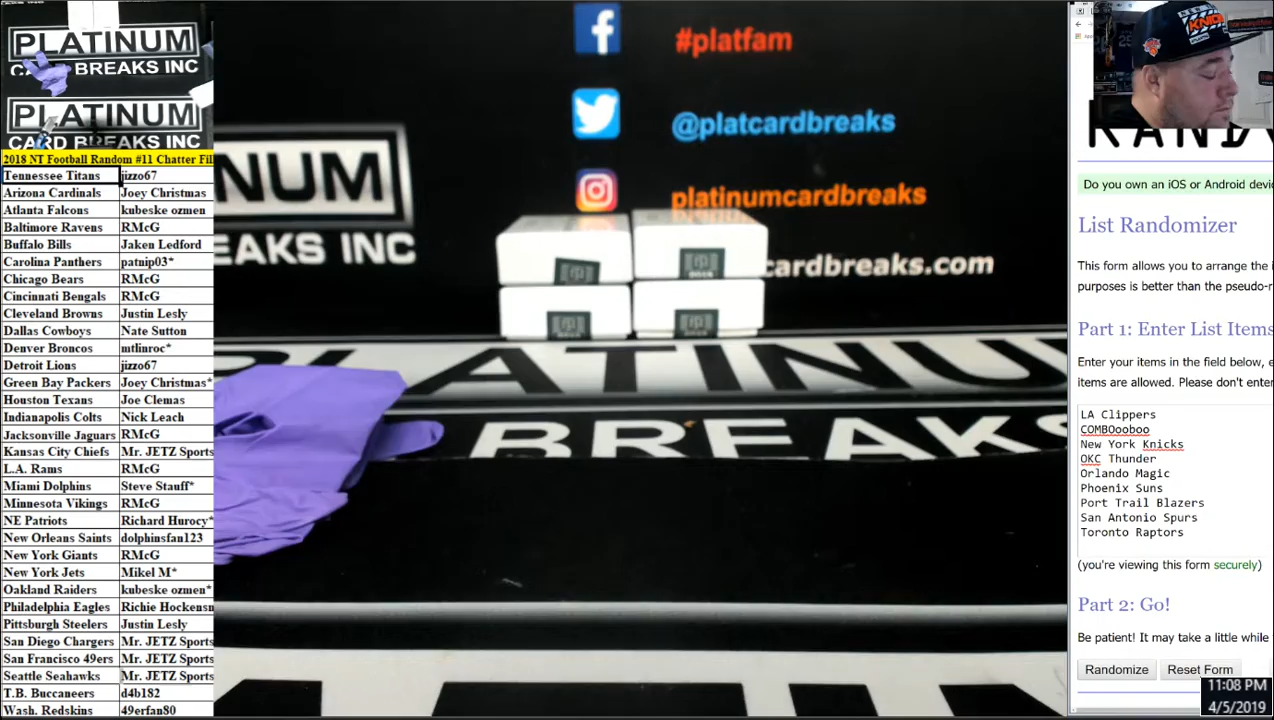 PLATINUM
CARD BREAKS INC
PLATINUM
CARD BREAKS INC
2018 NT Football Random #11 Chatter Fil
Tennessee Titans jizzo67
Arizona Cardinals Joey Christmas
Atlanta Falcons kubeske ozmen
Baltimore Ravens RMcG
Buffalo Bills Jaken Ledford
Carolina Panthers patnip03*
Chicago Bears RMcG
Cincinnati Bengals RMcG
Cleveland Browns Justin Lesly
Dallas Cowboys Nate Sutton
Denver Broncos mtlinroc*
Detroit Lions jizzo67
Green Bay Packers Joey Christmas*
Houston Texans Joe Clemas
Indianapolis Colts Nick Leach
Jacksonville Jaguars RMcG
Kansas City Chiefs Mr. JETZ Sports
L.A. Rams RMcG
Miami Dolphins Steve Stauff*
Minnesota Vikings RMcG
NE Patriots Richard Hurocy*
New Orleans Saints dolphinsfan123
New York Giants RMcG
New York Jets Mikel M*
Oakland Raiders kubeske ozmen*
Philadelphia Eagles Richie Hockensm
Pittsburgh Steelers Justin Lesly
San Diego Chargers Mr. JETZ Sports
San Francisco 49ers Mr. JETZ Sports
Seattle Seahawks Mr. JETZ Sports
T.B. Buccaneers d4b182
Wash. Redskins 49erfan80
#platfam
@platcardbreaks
platinumcardbreaks
cardbreaks.com
NUM
EAKS INC
PLATINU
BREAKS
KNICK
RANDO
Do you own an iOS or Android devic
List Randomizer
This form allows you to arrange the i
purposes is better than the pseudo-r
Part 1: Enter List Items
Enter your items in the field below, e
items are allowed. Please don't enter
LA Clippers
COMBOooboo
New York Knicks
OKC Thunder
Orlando Magic
Phoenix Suns
Port Trail Blazers
San Antonio Spurs
Toronto Raptors
(you're viewing this form securely)
Part 2: Go!
Be patient! It may take a little while
Randomize Reset Form
11:08 PM
4/5/2019